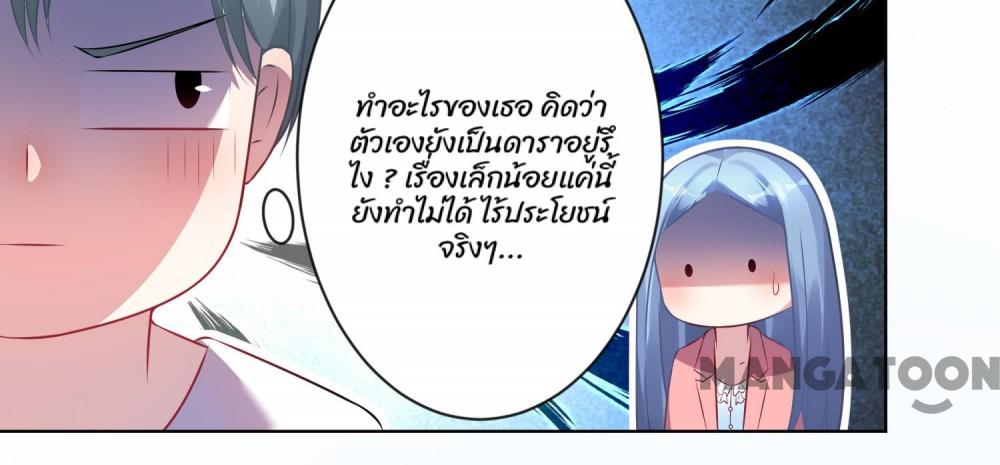 ทำอะไรของเธอ คิดว่า
ตัวเองยังเป็นดาราอยู่รึ
ไง ? เรื่องเล็กน้อยแค่นี้
ยังทำไม่ได้ ไร้ประโยชน์
จริงๆ...
MANGATOON